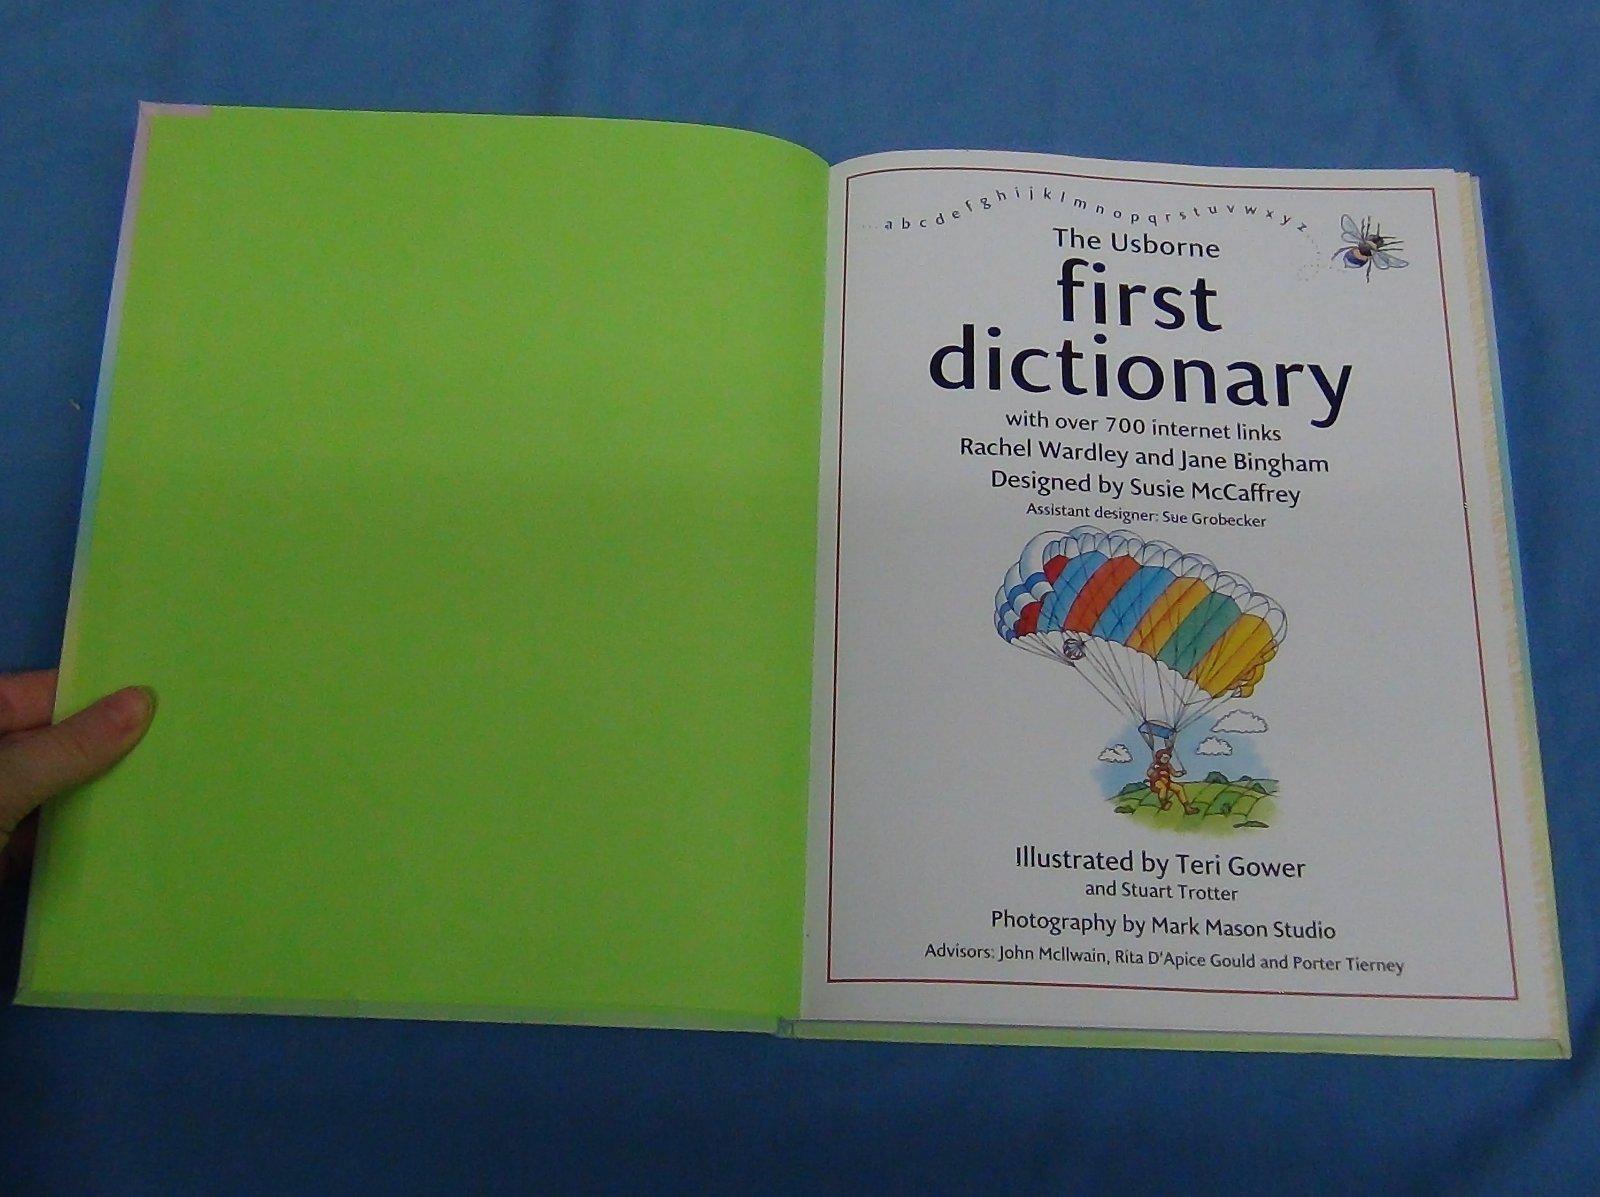 a b c d e f g h i j k l m n o p q r s t u v w x y z
The Usborne
first
dictionary
with over 700 internet links
Rachel Wardley and Jane Bingham
Designed by Susie McCaffrey
Assistant designer: Sue Grobecker
Illustrated by Teri Gower
and Stuart Trotter
Photography by Mark Mason Studio
Advisors: John McIlwain, Rita D'Apice Gould and Porter Tierney